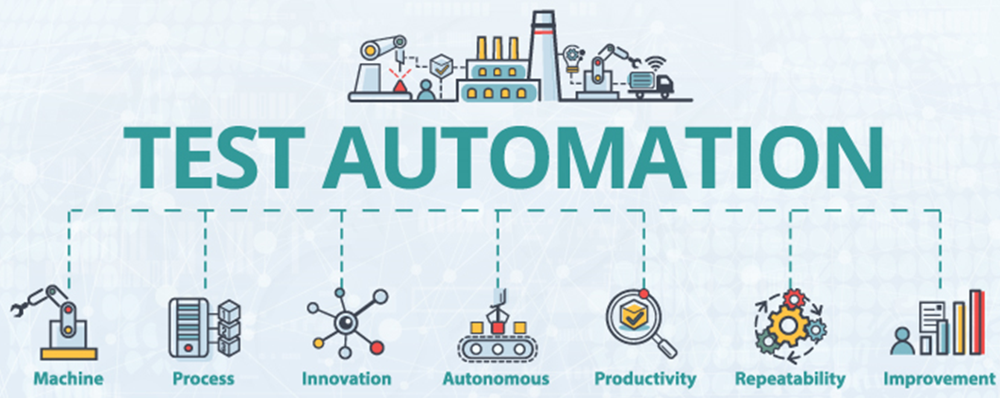 TEST AUTOMATION
Machine Process Innovation Autonomous Productivity Repeatability Improvement